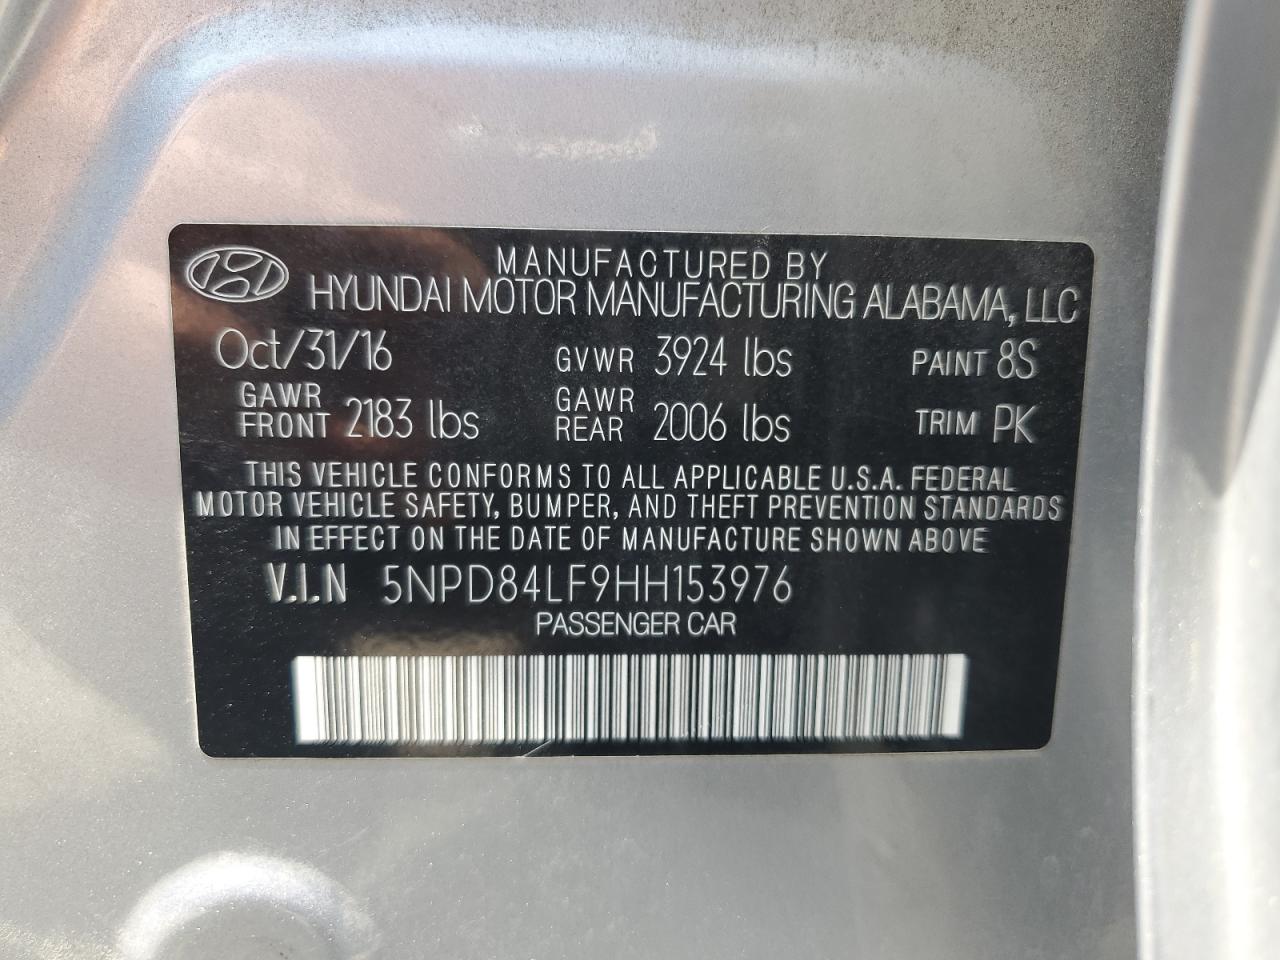 MANUFACTURED BY
HYUNDAI MOTOR MANUFACTURING ALABAMA, LLC
Oct/31/16 GVWR 3924 lbs PAINT 8S
GAWR FRONT 2183 lbs GAWR REAR 2006 lbs TRIM PK
THIS VEHICLE CONFORMS TO ALL APPLICABLE U.S.A. FEDERAL
MOTOR VEHICLE SAFETY, BUMPER, AND THEFT PREVENTION STANDARDS
IN EFFECT ON THE DATE OF MANUFACTURE SHOWN ABOVE
V.I.N 5NPD84LF9HH153976
PASSENGER CAR